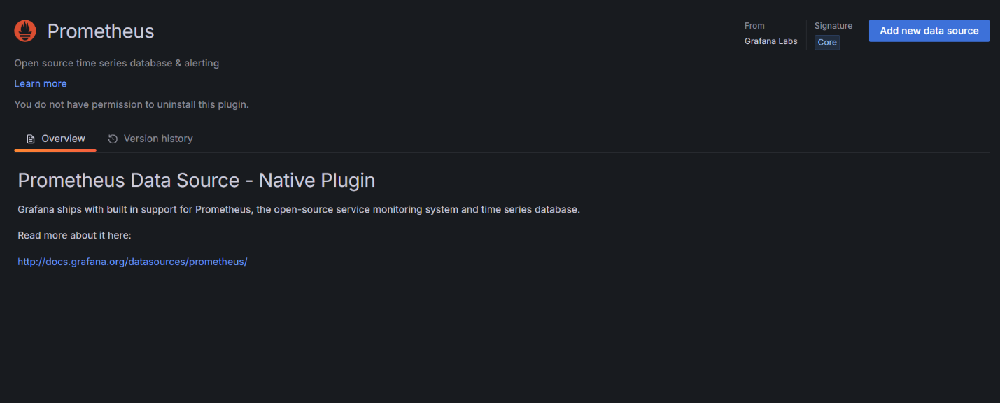 Prometheus
From
Grafana Labs
Signature
Core
Add new data source
Open source time series database & alerting
Learn more
You do not have permission to uninstall this plugin.
Overview
Version history
Prometheus Data Source - Native Plugin
Grafana ships with built in support for Prometheus, the open-source service monitoring system and time series database.
Read more about it here:
http://docs.grafana.org/datasources/prometheus/